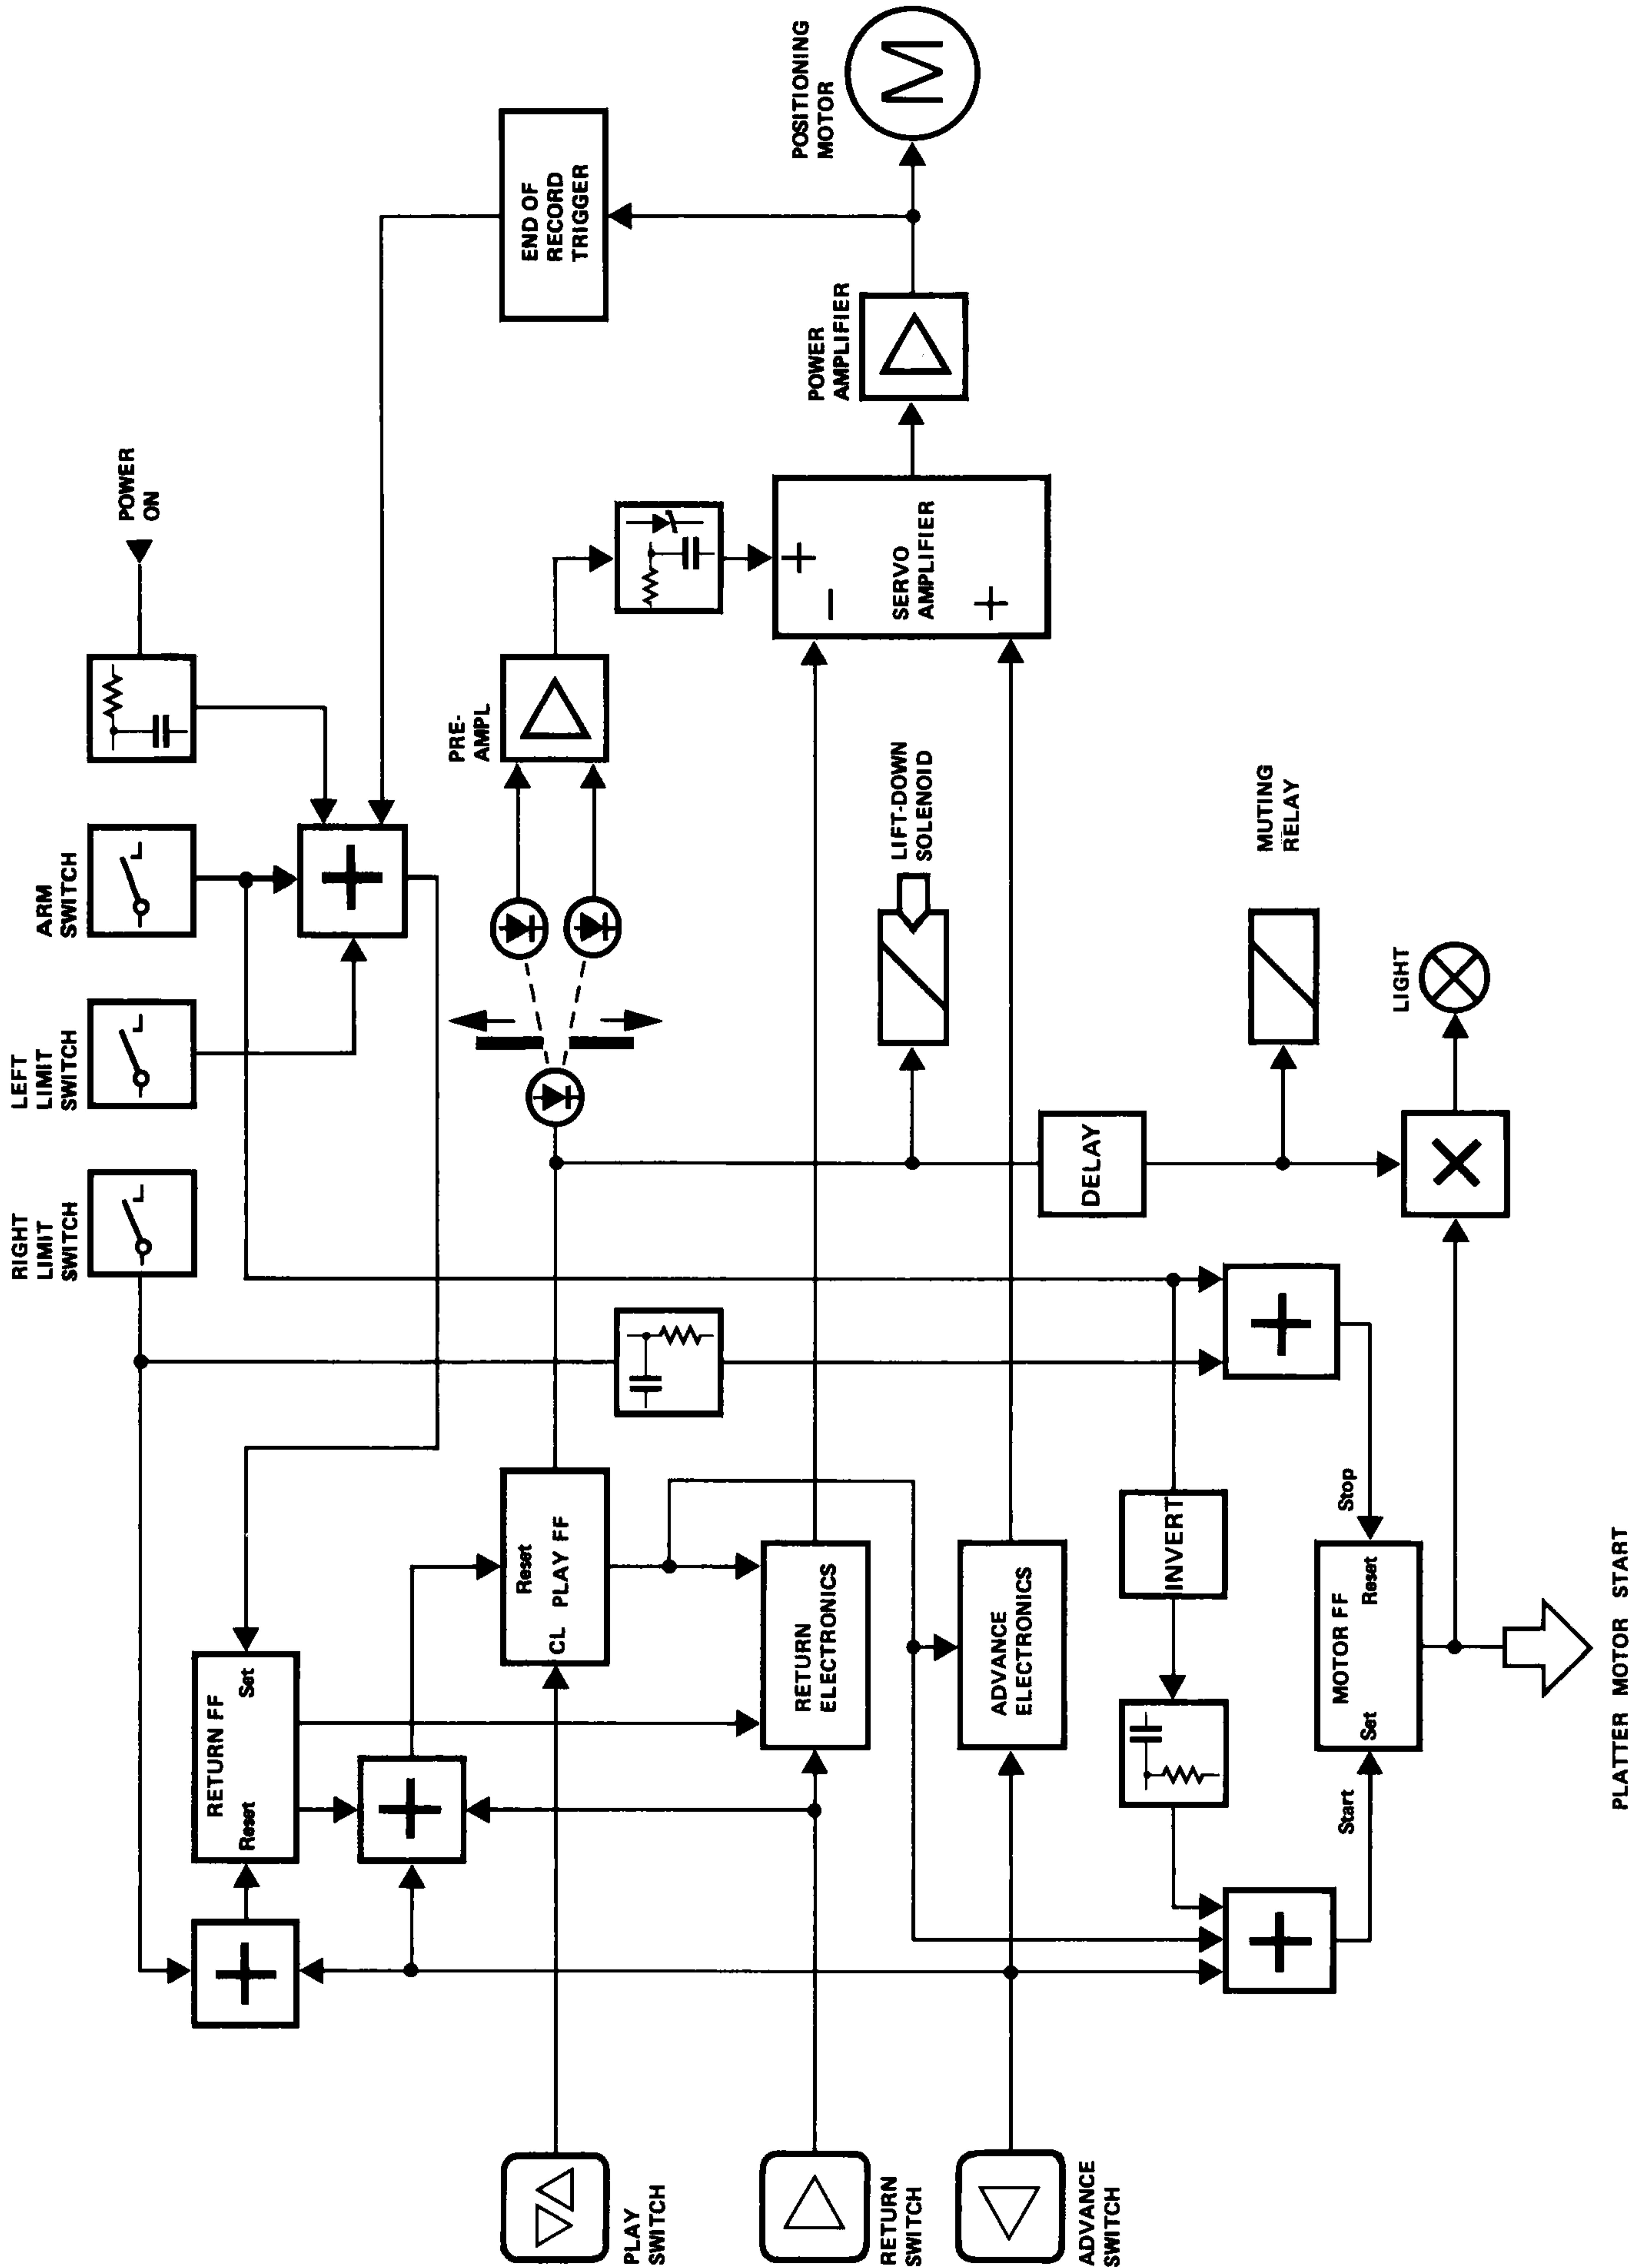 RIGHT
LIMIT
SWITCH
LEFT
LIMIT
SWITCH
ARM
SWITCH
POWER
ON
RETURN FF
Reset
Set
PLAY
SWITCH
Reset
CL PLAY FF
PRE-
AMPL
END OF
RECORD
TRIGGER
RETURN
SWITCH
RETURN
ELECTRONICS
LIFT-DOWN
SOLENOID
+
−
SERVO
AMPLIFIER
+
POWER
AMPLIFIER
POSITIONING
MOTOR
M
ADVANCE
SWITCH
ADVANCE
ELECTRONICS
DELAY
INVERT
MUTING
RELAY
Start
Stop
MOTOR FF
Set
Reset
LIGHT
PLATTER MOTOR START